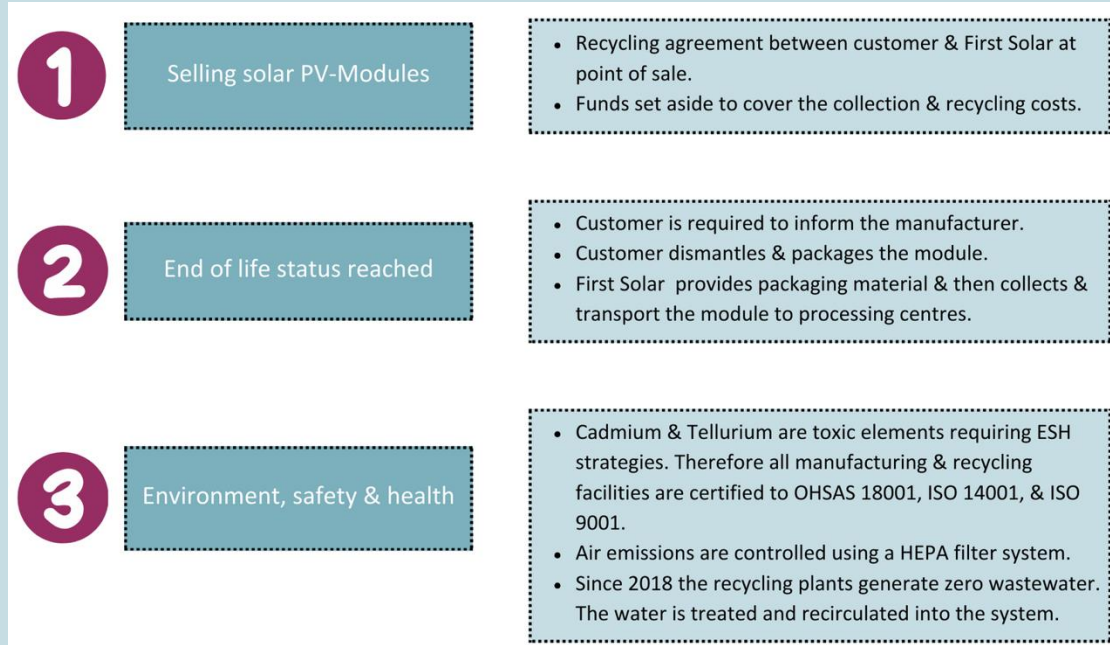 1
Selling solar PV-Modules
• Recycling agreement between customer & First Solar at
point of sale.
• Funds set aside to cover the collection & recycling costs.
2
End of life status reached
• Customer is required to inform the manufacturer.
• Customer dismantles & packages the module.
• First Solar provides packaging material & then collects &
transport the module to processing centres.
3
Environment, safety & health
• Cadmium & Tellurium are toxic elements requiring ESH
strategies. Therefore all manufacturing & recycling
facilities are certified to OHSAS 18001, ISO 14001, & ISO
9001.
• Air emissions are controlled using a HEPA filter system.
• Since 2018 the recycling plants generate zero wastewater.
The water is treated and recirculated into the system.